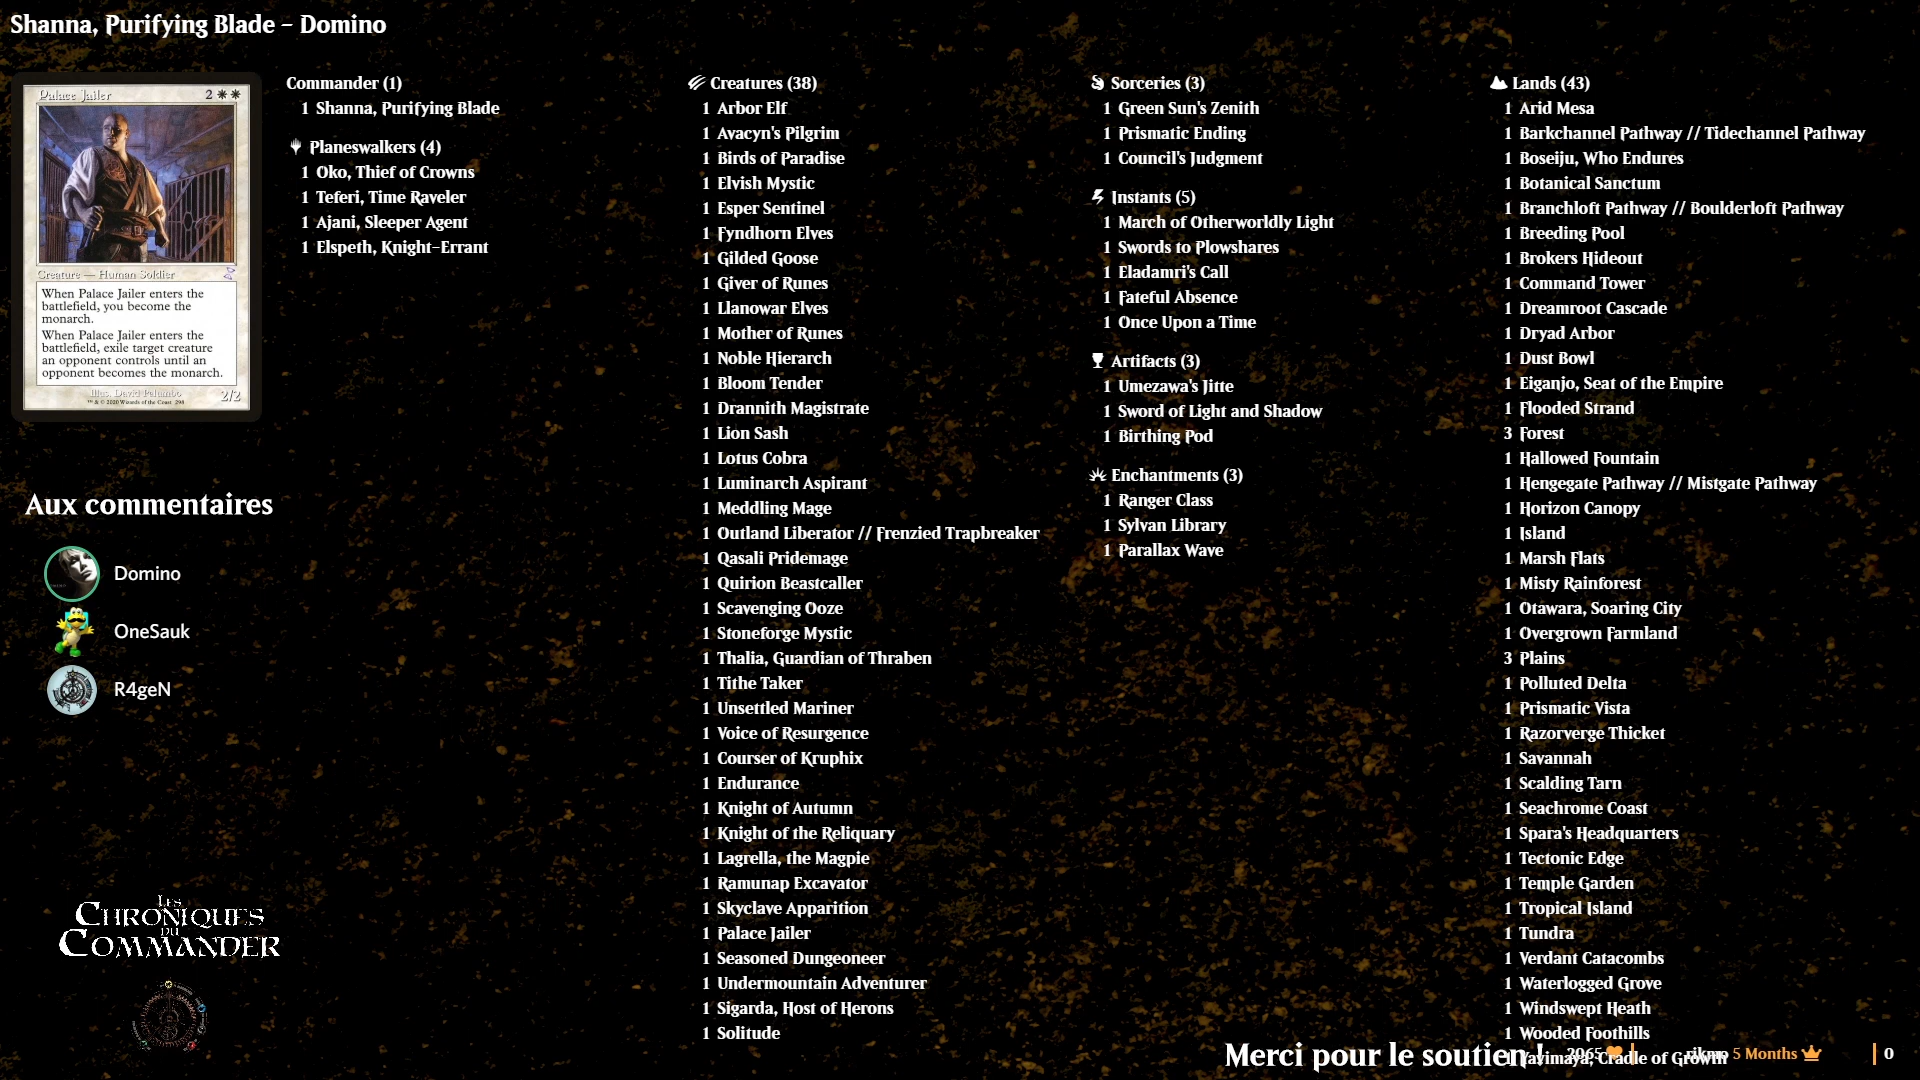 Shanna, Purifying Blade - Domino
Palace Jailer 2
Creature — Human Soldier
When Palace Jailer enters the
battlefield, you become the
monarch.
When Palace Jailer enters the
battlefield, exile target creature
an opponent controls until an
opponent becomes the monarch.
Illus. David Palumbo
2/2
™ & © 2020 Wizards of the Coast
Aux commentaires
Domino
OneSauk
R4geN
LES
CHRONIQUES
DU
COMMANDER
Commander (1)
1 Shanna, Purifying Blade
Planeswalkers (4)
1 Oko, Thief of Crowns
1 Teferi, Time Raveler
1 Ajani, Sleeper Agent
1 Elspeth, Knight-Errant
Creatures (38)
1 Arbor Elf
1 Avacyn's Pilgrim
1 Birds of Paradise
1 Elvish Mystic
1 Esper Sentinel
1 Fyndhorn Elves
1 Gilded Goose
1 Giver of Runes
1 Llanowar Elves
1 Mother of Runes
1 Noble Hierarch
1 Bloom Tender
1 Drannith Magistrate
1 Lion Sash
1 Lotus Cobra
1 Luminarch Aspirant
1 Meddling Mage
1 Outland Liberator // Frenzied Trapbreaker
1 Qasali Pridemage
1 Quirion Beastcaller
1 Scavenging Ooze
1 Stoneforge Mystic
1 Thalia, Guardian of Thraben
1 Tithe Taker
1 Unsettled Mariner
1 Voice of Resurgence
1 Courser of Kruphix
1 Endurance
1 Knight of Autumn
1 Knight of the Reliquary
1 Lagrella, the Magpie
1 Ramunap Excavator
1 Skyclave Apparition
1 Palace Jailer
1 Seasoned Dungeoneer
1 Undermountain Adventurer
1 Sigarda, Host of Herons
1 Solitude
Sorceries (3)
1 Green Sun's Zenith
1 Prismatic Ending
1 Council's Judgment
Instants (5)
1 March of Otherworldly Light
1 Swords to Plowshares
1 Eladamri's Call
1 Fateful Absence
1 Once Upon a Time
Artifacts (3)
1 Umezawa's Jitte
1 Sword of Light and Shadow
1 Birthing Pod
Enchantments (3)
1 Ranger Class
1 Sylvan Library
1 Parallax Wave
Lands (43)
1 Arid Mesa
1 Barkchannel Pathway // Tidechannel Pathway
1 Boseiju, Who Endures
1 Botanical Sanctum
1 Branchloft Pathway // Boulderloft Pathway
1 Breeding Pool
1 Brokers Hideout
1 Command Tower
1 Dreamroot Cascade
1 Dryad Arbor
1 Dust Bowl
1 Eiganjo, Seat of the Empire
1 Flooded Strand
3 Forest
1 Hallowed Fountain
1 Hengegate Pathway // Mistgate Pathway
1 Horizon Canopy
1 Island
1 Marsh Flats
1 Misty Rainforest
1 Otawara, Soaring City
1 Overgrown Farmland
3 Plains
1 Polluted Delta
1 Prismatic Vista
1 Razorverge Thicket
1 Savannah
1 Scalding Tarn
1 Seachrome Coast
1 Spara's Headquarters
1 Tectonic Edge
1 Temple Garden
1 Tropical Island
1 Tundra
1 Verdant Catacombs
1 Waterlogged Grove
1 Windswept Heath
1 Wooded Foothills
1 Yavimaya, Cradle of Growth
Merci pour le soutien !
2065
5 Months
0